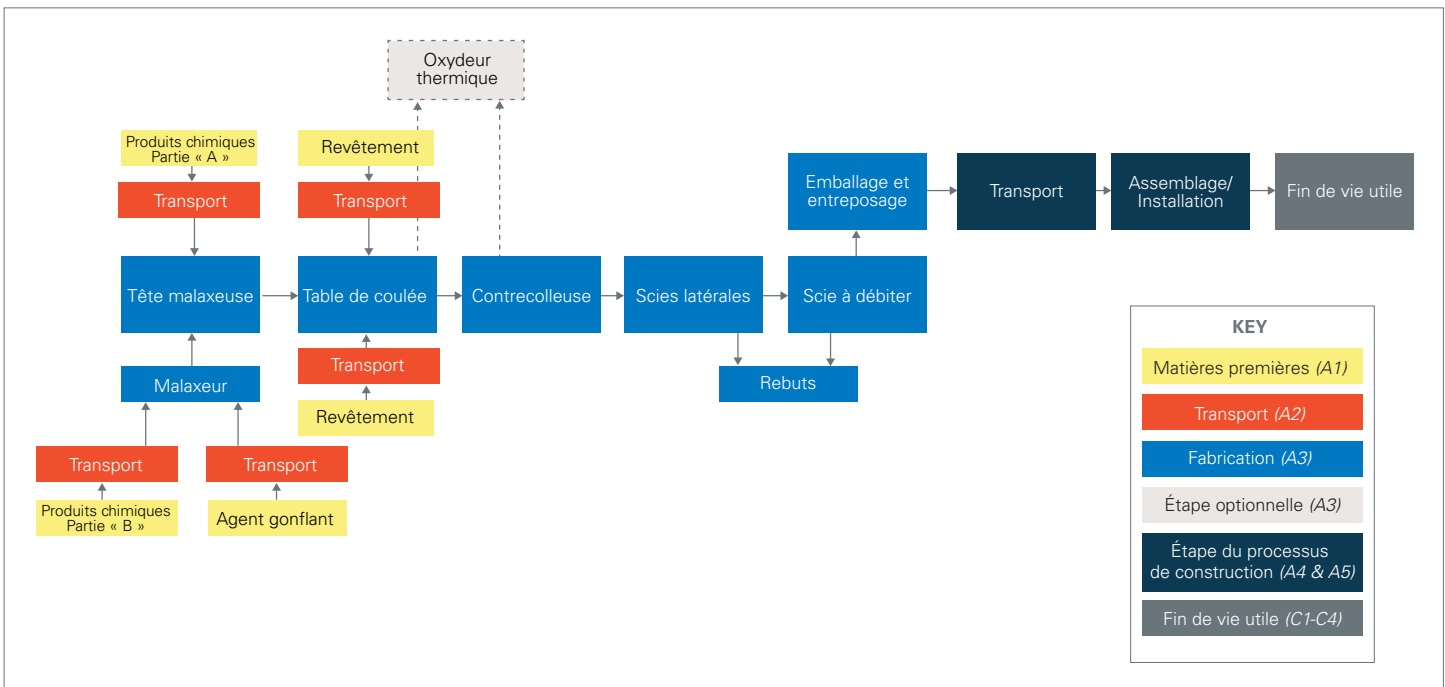 Oxydeur
thermique
Produits chimiques
Partie « A »
Revêtement
Transport
Transport
Emballage et
entreposage
Transport
Assemblage/
Installation
Fin de vie utile
Tête malaxeuse
Table de coulée
Contrecolleuse
Scies latérales
Scie à débiter
Malaxeur
Transport
Rebuts
Revêtement
Transport
Transport
Produits chimiques
Partie « B »
Agent gonflant
KEY
Matières premières (A1)
Transport (A2)
Fabrication (A3)
Étape optionnelle (A3)
Étape du processus
de construction (A4 & A5)
Fin de vie utile (C1-C4)